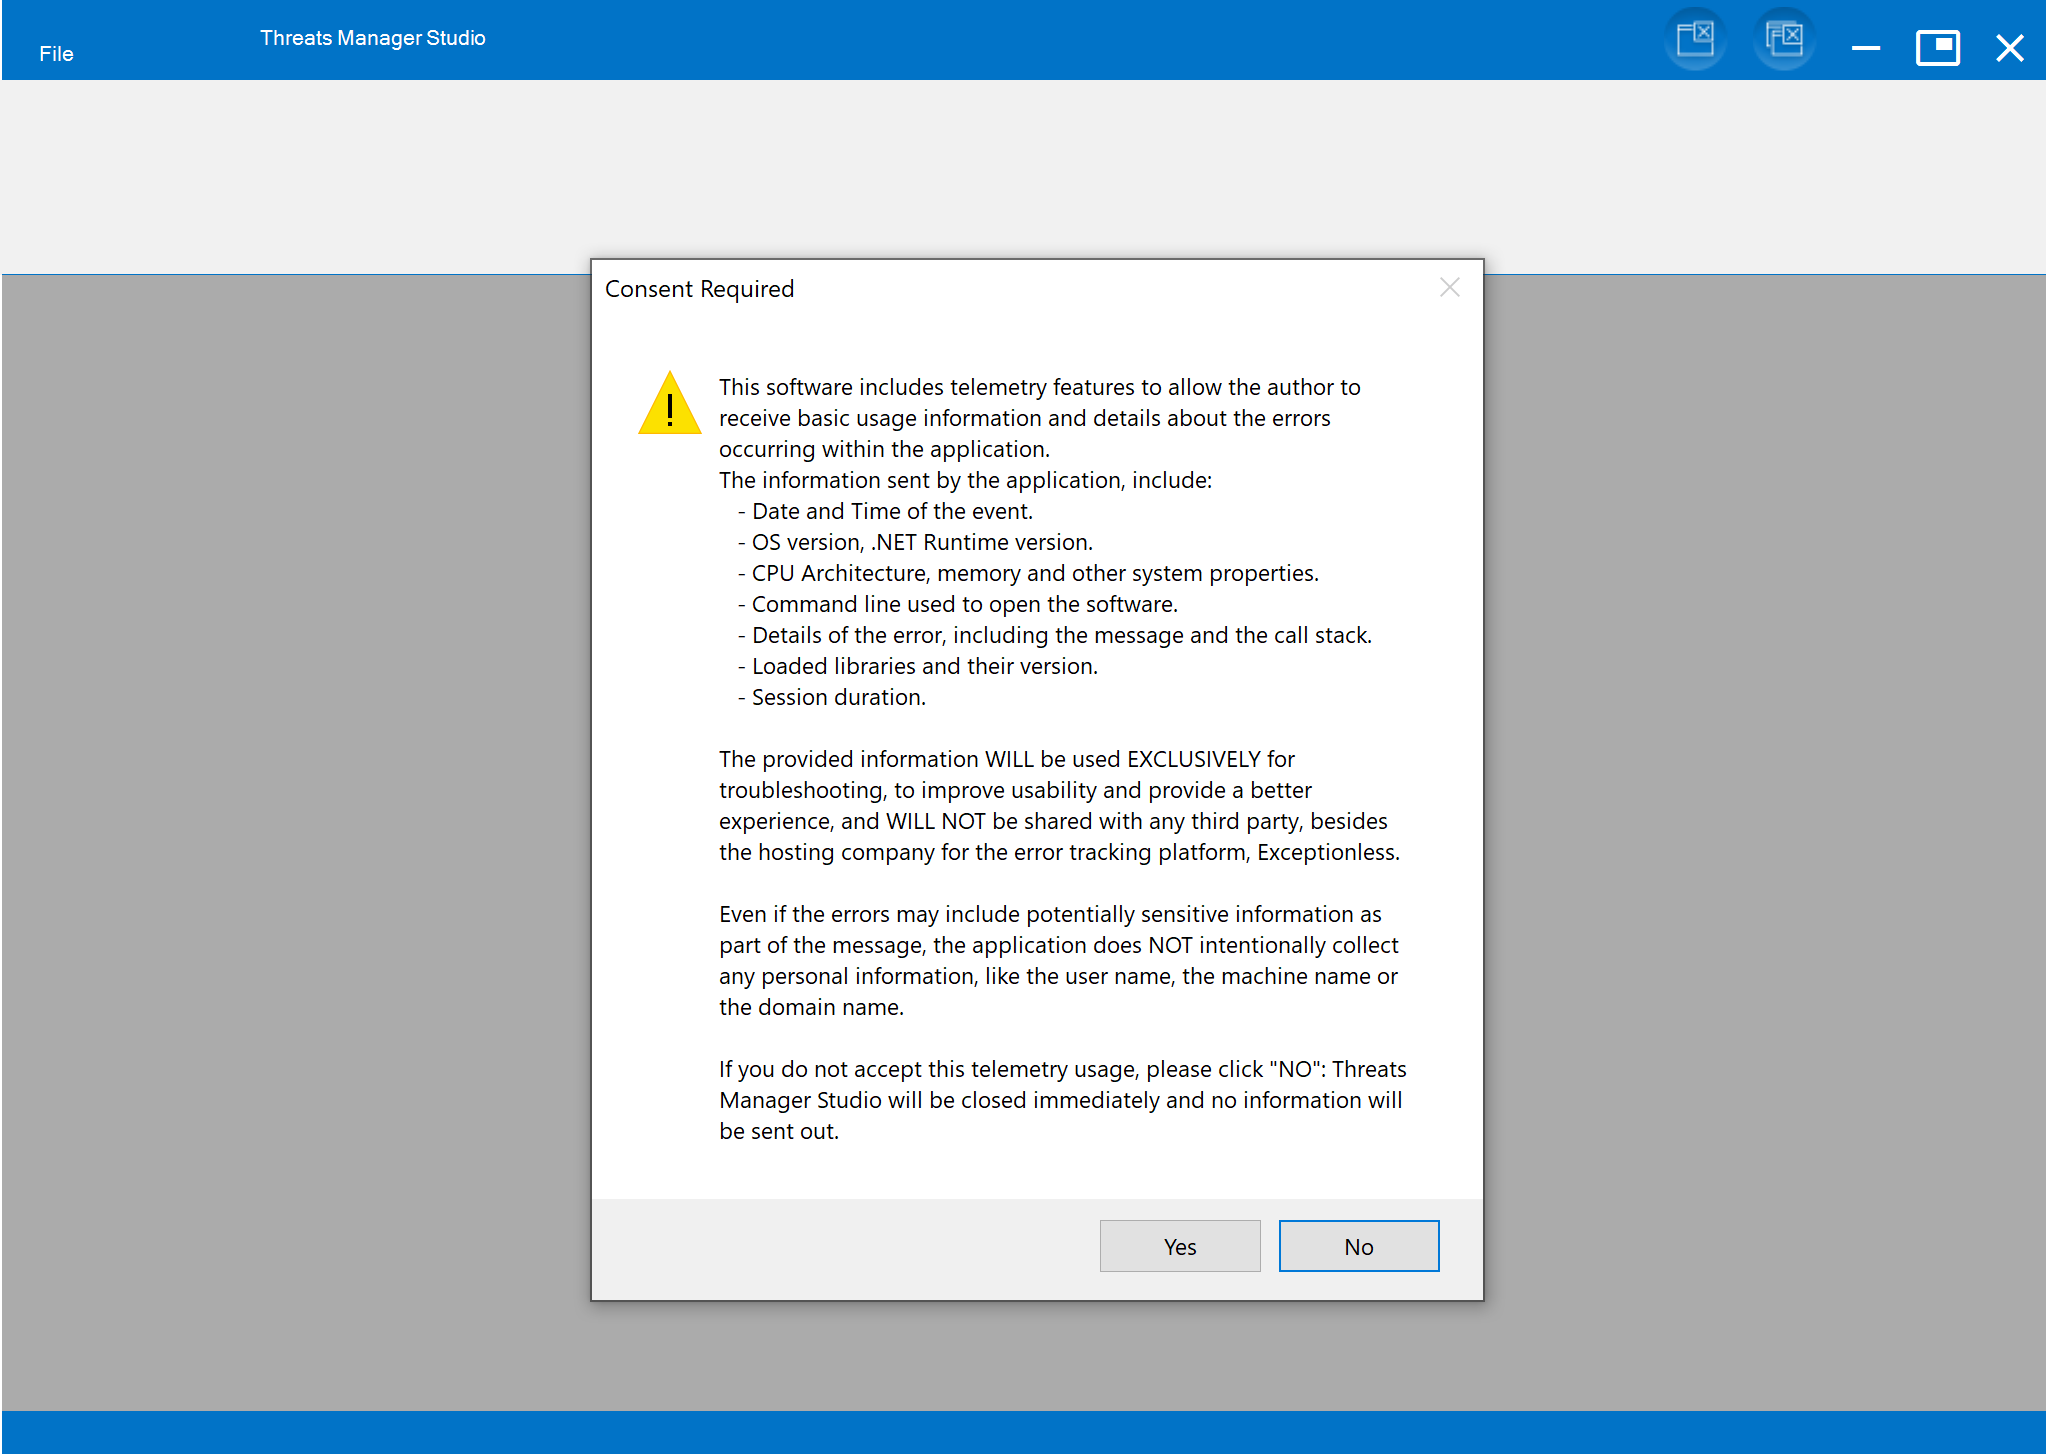 File
Threats Manager Studio
Consent Required
!
This software includes telemetry features to allow the author to
receive basic usage information and details about the errors
occurring within the application.
The information sent by the application, include:
- Date and Time of the event.
- OS version, .NET Runtime version.
- CPU Architecture, memory and other system properties.
- Command line used to open the software.
- Details of the error, including the message and the call stack.
- Loaded libraries and their version.
- Session duration.
The provided information WILL be used EXCLUSIVELY for
troubleshooting, to improve usability and provide a better
experience, and WILL NOT be shared with any third party, besides
the hosting company for the error tracking platform, Exceptionless.
Even if the errors may include potentially sensitive information as
part of the message, the application does NOT intentionally collect
any personal information, like the user name, the machine name or
the domain name.
If you do not accept this telemetry usage, please click "NO": Threats
Manager Studio will be closed immediately and no information will
be sent out.
Yes
No